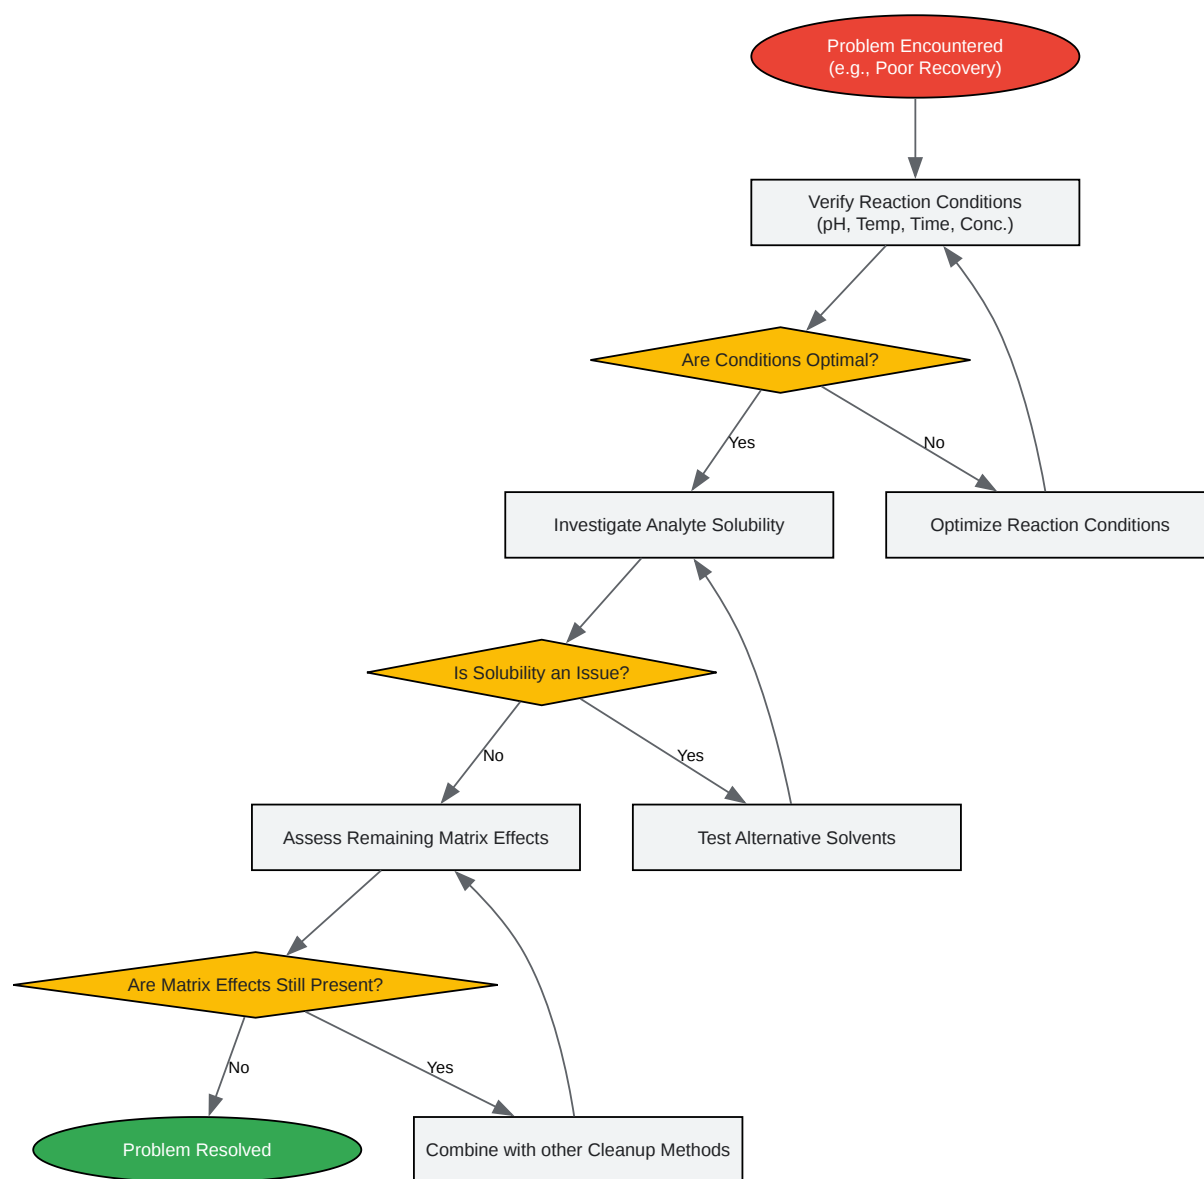 Problem Encountered
(e.g., Poor Recovery)
Verify Reaction Conditions
(pH, Temp, Time, Conc.)
Are Conditions Optimal?
Yes
No
Investigate Analyte Solubility
Optimize Reaction Conditions
Is Solubility an Issue?
No
Yes
Assess Remaining Matrix Effects
Test Alternative Solvents
Are Matrix Effects Still Present?
No
Yes
Problem Resolved
Combine with other Cleanup Methods